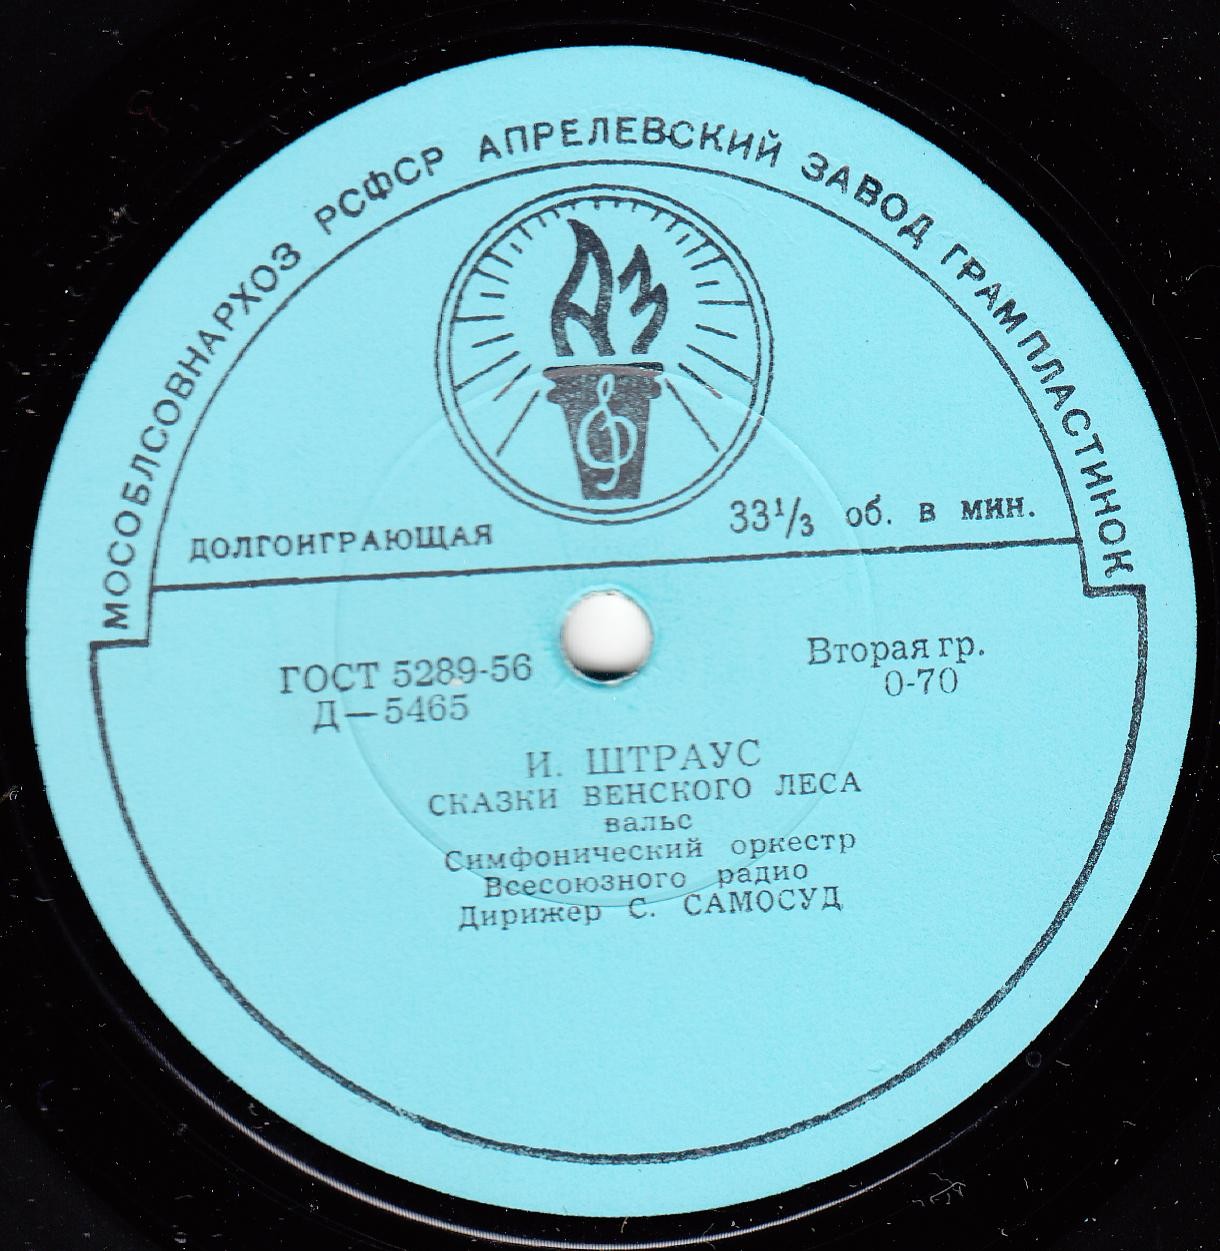 МОСОБЛСОВНАРХОЗ РСФСР АПРЕЛЕВСКИЙ ЗАВОД ГРАМПЛАСТИНОК
АЗ
ДОЛГОИГРАЮЩАЯ
33 1/3 об. в мин.
ГОСТ 5289-56
Д—5465
Вторая гр.
0-70
И. ШТРАУС
СКАЗКИ ВЕНСКОГО ЛЕСА
вальс
Симфонический оркестр
Всесоюзного радио
Дирижер С. САМОСУД